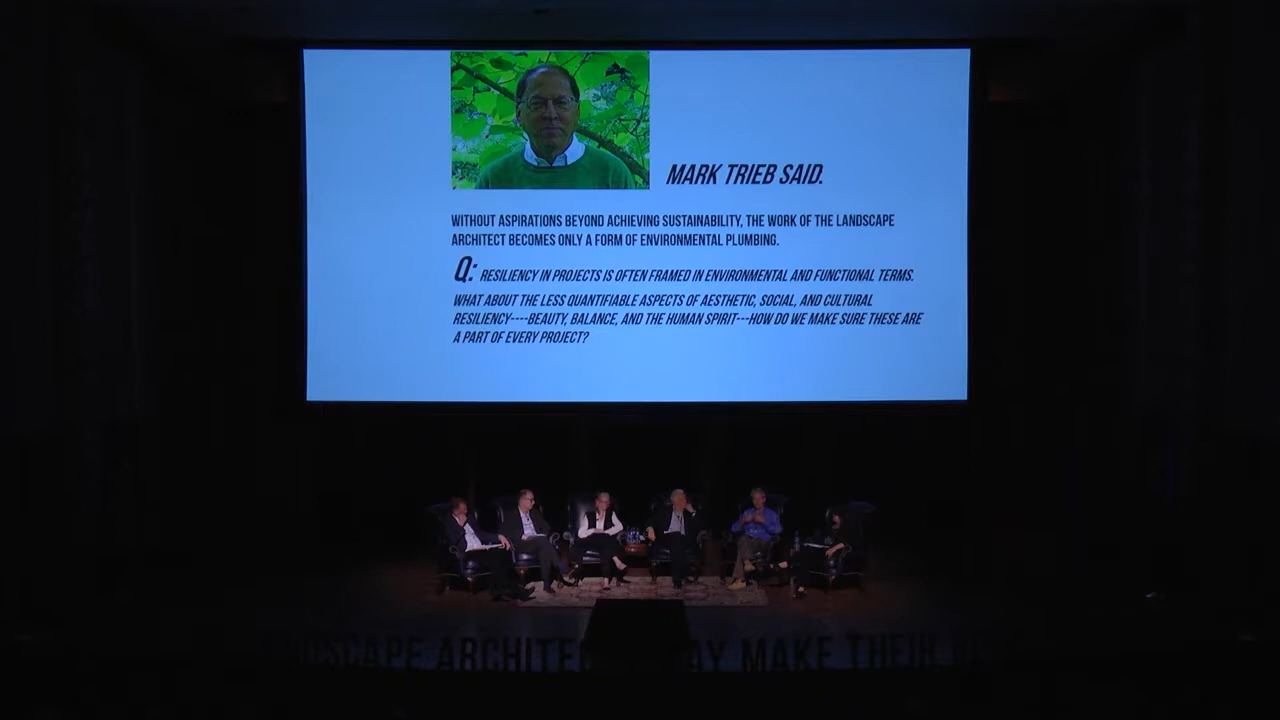 MARK TRIEB SAID.
WITHOUT ASPIRATIONS BEYOND ACHIEVING SUSTAINABILITY, THE WORK OF THE LANDSCAPE
ARCHITECT BECOMES ONLY A FORM OF ENVIRONMENTAL PLUMBING.
Q: RESILIENCY IN PROJECTS IS OFTEN FRAMED IN ENVIRONMENTAL AND FUNCTIONAL TERMS.
WHAT ABOUT THE LESS QUANTIFIABLE ASPECTS OF AESTHETIC, SOCIAL, AND CULTURAL
RESILIENCY----BEAUTY, BALANCE, AND THE HUMAN SPIRIT---HOW DO WE MAKE SURE THESE ARE
A PART OF EVERY PROJECT?
MAKE THEIR